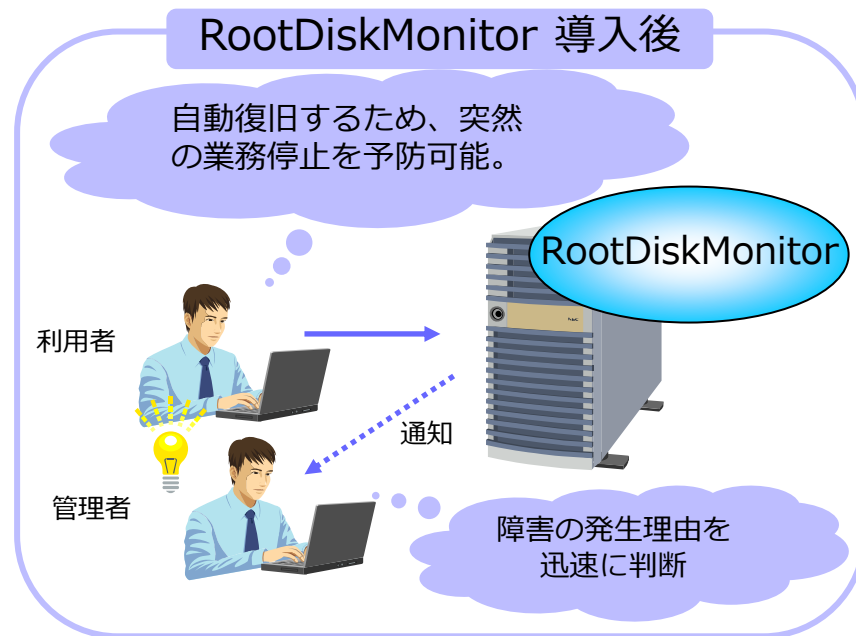 RootDiskMonitor 導入後
自動復旧するため、突然
の業務停止を予防可能。
RootDiskMonitor
利用者
通知
管理者
障害の発生理由を
迅速に判断